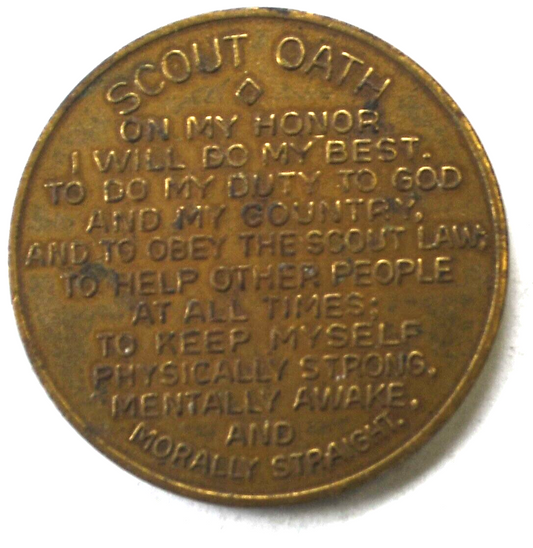 SCOUT OATH
ON MY HONOR
I WILL DO MY BEST.
TO DO MY DUTY TO GOD
AND MY COUNTRY,
AND TO OBEY THE SCOUT LAW;
TO HELP OTHER PEOPLE
AT ALL TIMES;
TO KEEP MYSELF
PHYSICALLY STRONG,
MENTALLY AWAKE,
AND
MORALLY STRAIGHT.